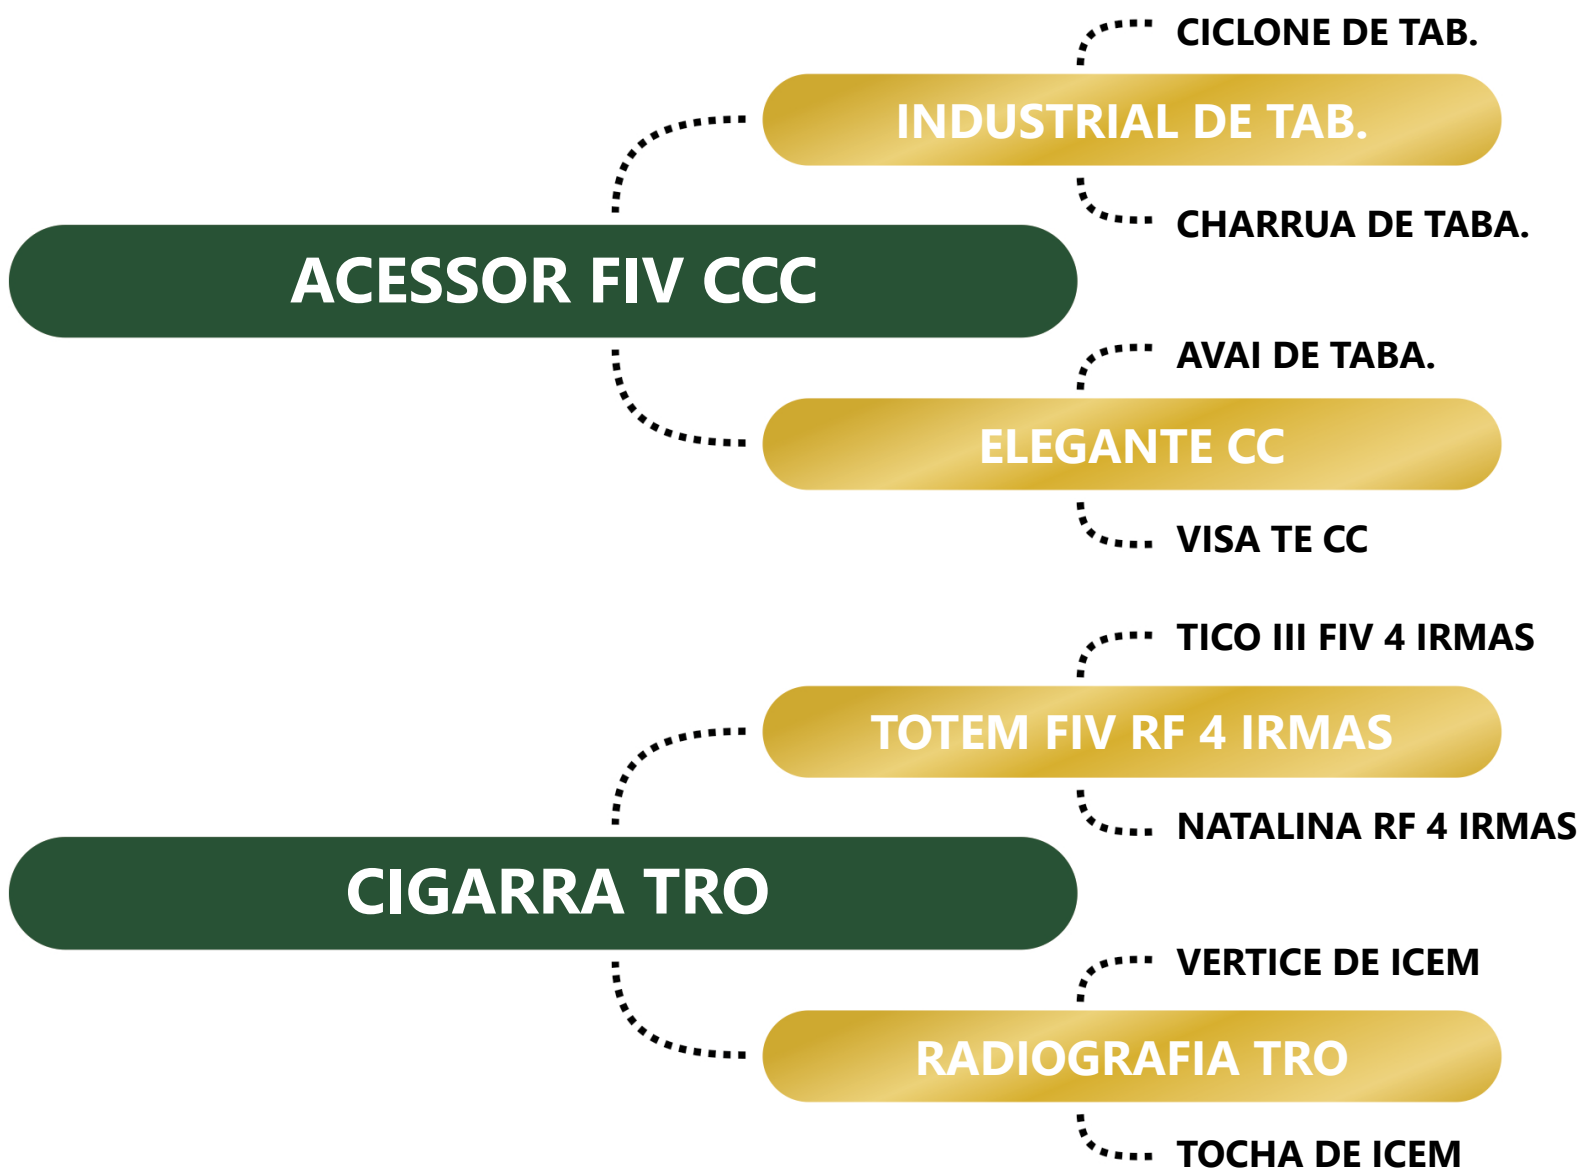 CICLONE DE TAB.
INDUSTRIAL DE TAB.
CHARRUA DE TABA.
ACESSOR FIV CCC
AVAI DE TABA.
ELEGANTE CC
VISA TE CC
TICO III FIV 4 IRMAS
TOTEM FIV RF 4 IRMAS
NATALINA RF 4 IRMAS
CIGARRA TRO
VERTICE DE ICEM
RADIOGRAFIA TRO
TOCHA DE ICEM